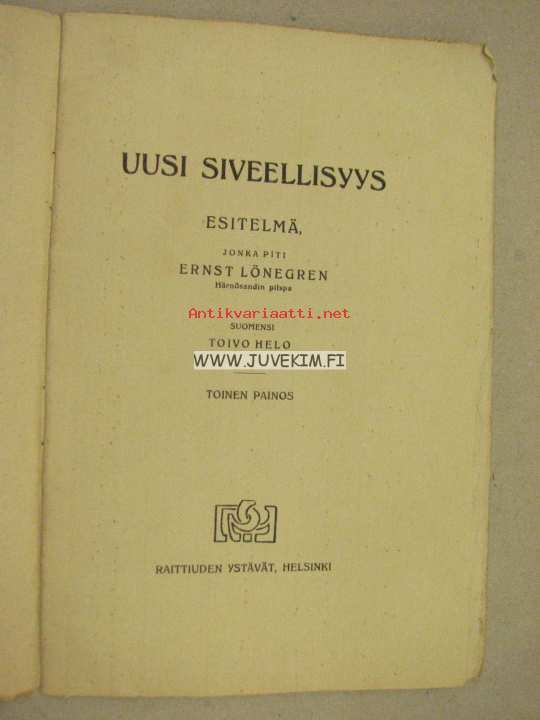 UUSI SIVEELLISYYS
ESITELMÄ,
JONKA PITI
ERNST LÖNEGREN
Härnösandin piispa
Antikvariaatti.net
SUOMENSI
TOIVO HELO
WWW.JUVEKIM.FI
TOINEN PAINOS
RAITTIUDEN YSTÄVÄT, HELSINKI